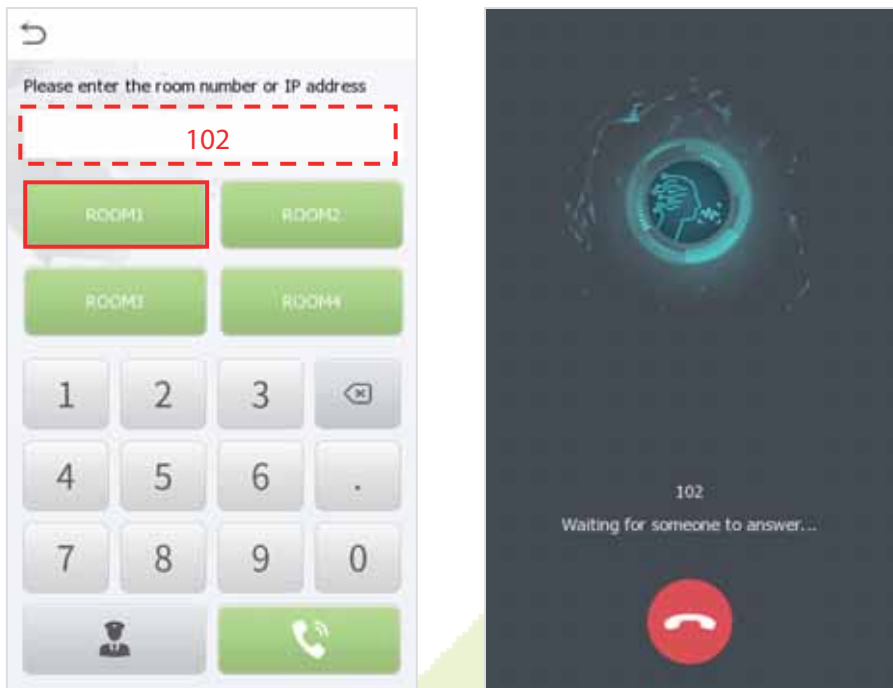 Please enter the room number or IP address
102
ROOM1
ROOM2
ROOM3
ROOM4
1 2 3
4 5 6 .
7 8 9 0
102
Waiting for someone to answer...